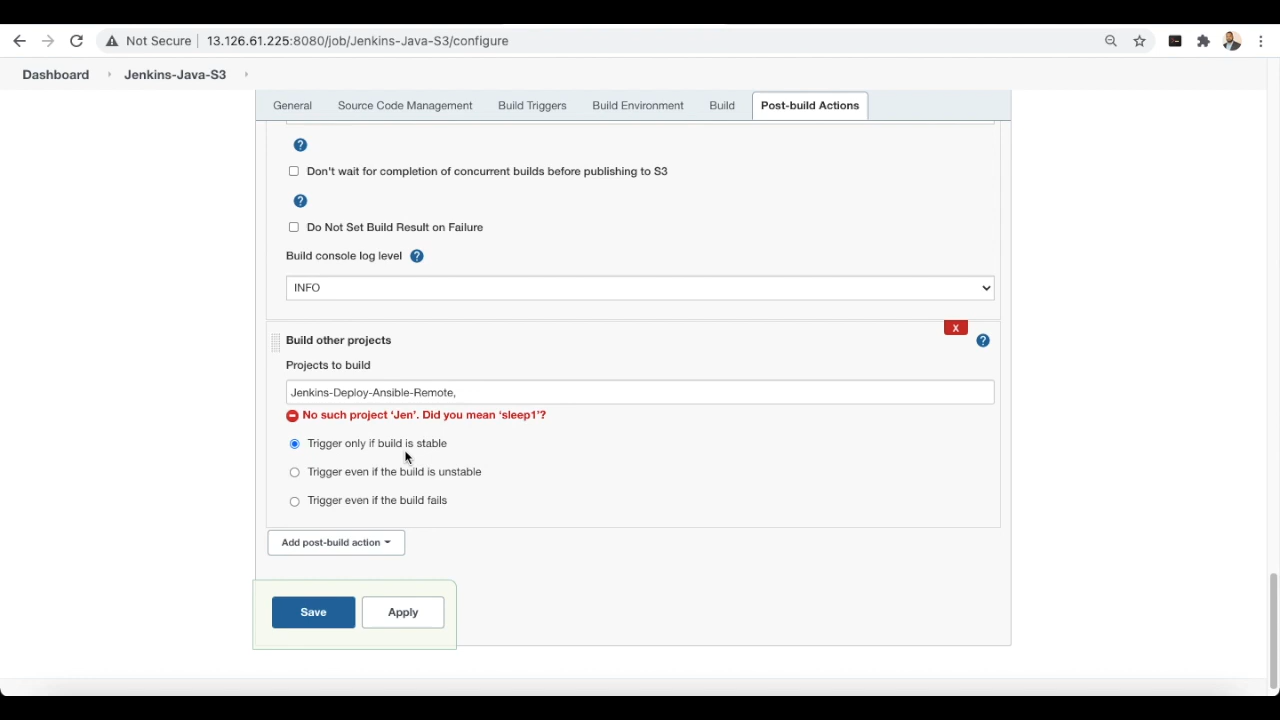 Not Secure | 13.126.61.225:8080/job/Jenkins-Java-S3/configure
Dashboard Jenkins-Java-S3
General Source Code Management Build Triggers Build Environment Build Post-build Actions
?
Don't wait for completion of concurrent builds before publishing to S3
?
Do Not Set Build Result on Failure
Build console log level ?
INFO
X
Build other projects ?
Projects to build
Jenkins-Deploy-Ansible-Remote,
No such project ‘Jen’. Did you mean ‘sleep1’?
Trigger only if build is stable
Trigger even if the build is unstable
Trigger even if the build fails
Add post-build action
Save Apply